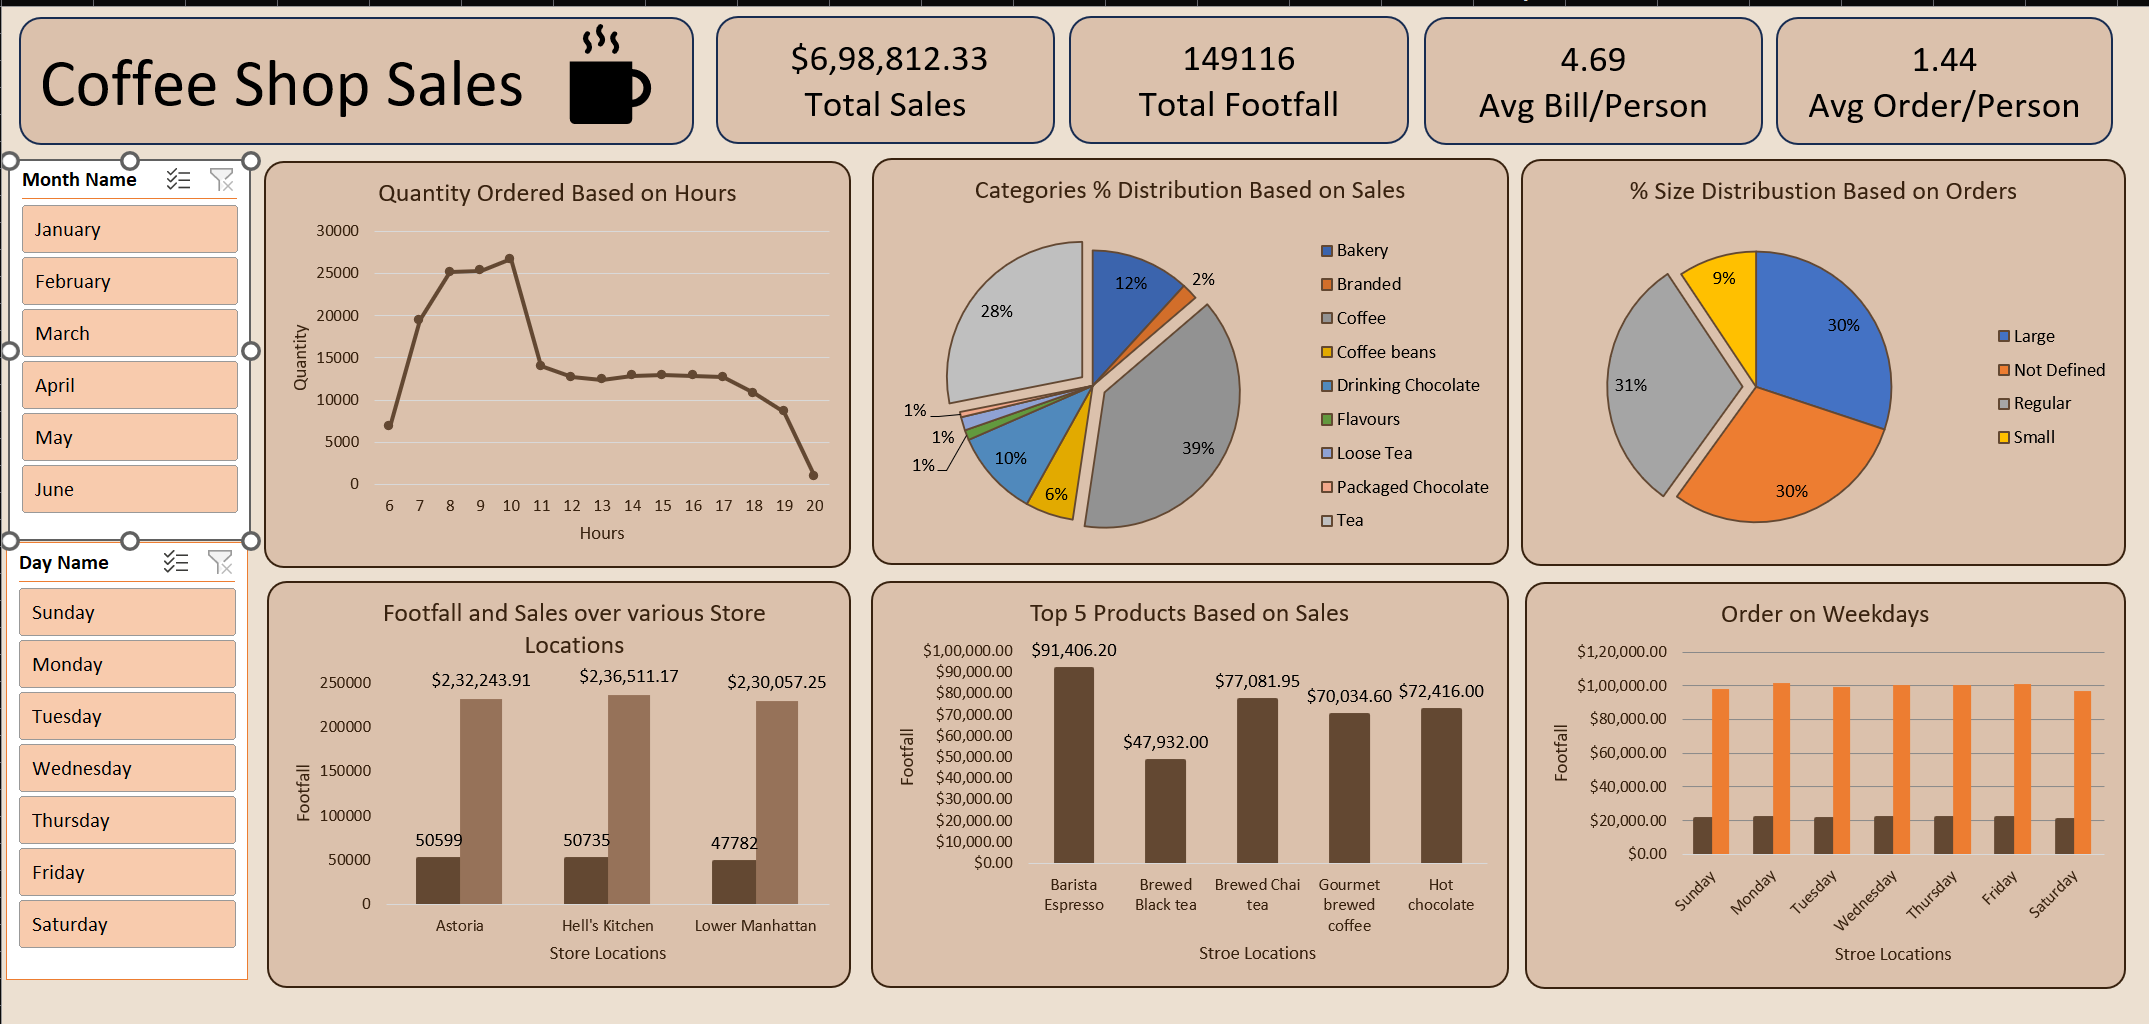 Coffee Shop Sales
$6,98,812.33
Total Sales
149116
Total Footfall
4.69
Avg Bill/Person
1.44
Avg Order/Person
Month Name
January
February
March
April
May
June
Day Name
Sunday
Monday
Tuesday
Wednesday
Thursday
Friday
Saturday
Quantity Ordered Based on Hours
Quantity
30000
25000
20000
15000
10000
5000
0
6 7 8 9 10 11 12 13 14 15 16 17 18 19 20
Hours
Categories % Distribution Based on Sales
12%
2%
39%
6%
10%
1%
1%
1%
28%
Bakery
Branded
Coffee
Coffee beans
Drinking Chocolate
Flavours
Loose Tea
Packaged Chocolate
Tea
% Size Distribustion Based on Orders
30%
30%
31%
9%
Large
Not Defined
Regular
Small
Footfall and Sales over various Store
Locations
Footfall
250000
200000
150000
100000
50000
0
$2,32,243.91 $2,36,511.17 $2,30,057.25
50599 50735 47782
Astoria Hell's Kitchen Lower Manhattan
Store Locations
Top 5 Products Based on Sales
Footfall
$1,00,000.00
$90,000.00
$80,000.00
$70,000.00
$60,000.00
$50,000.00
$40,000.00
$30,000.00
$20,000.00
$10,000.00
$0.00
$91,406.20
$47,932.00
$77,081.95
$70,034.60
$72,416.00
Barista
Espresso
Brewed
Black tea
Brewed Chai
tea
Gourmet
brewed
coffee
Hot
chocolate
Stroe Locations
Order on Weekdays
Footfall
$1,20,000.00
$1,00,000.00
$80,000.00
$60,000.00
$40,000.00
$20,000.00
$0.00
Sunday
Monday
Tuesday
Wednesday
Thursday
Friday
Saturday
Stroe Locations